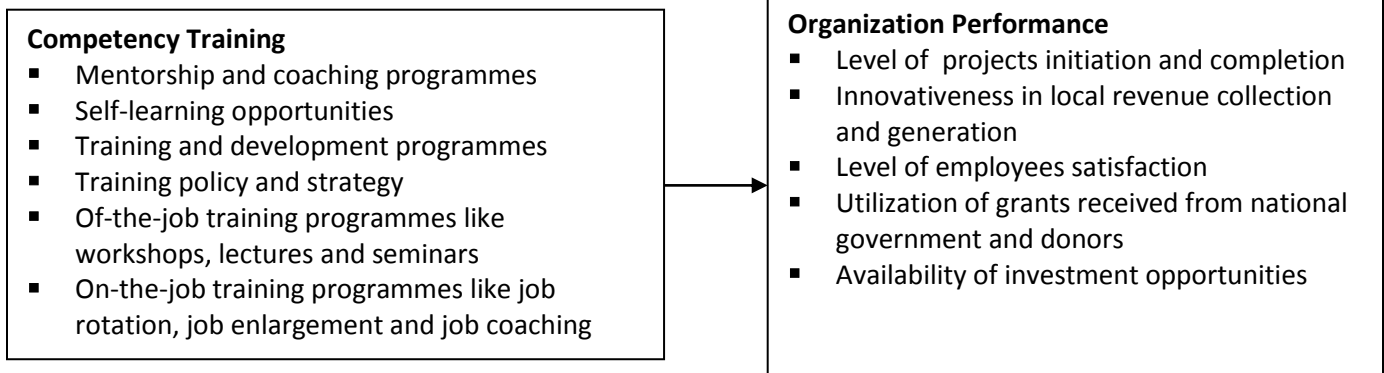 Competency Training
▪ Mentorship and coaching programmes
▪ Self-learning opportunities
▪ Training and development programmes
▪ Training policy and strategy
▪ Of-the-job training programmes like
workshops, lectures and seminars
▪ On-the-job training programmes like job
rotation, job enlargement and job coaching
Organization Performance
▪ Level of  projects initiation and completion
▪ Innovativeness in local revenue collection
and generation
▪ Level of employees satisfaction
▪ Utilization of grants received from national
government and donors
▪ Availability of investment opportunities